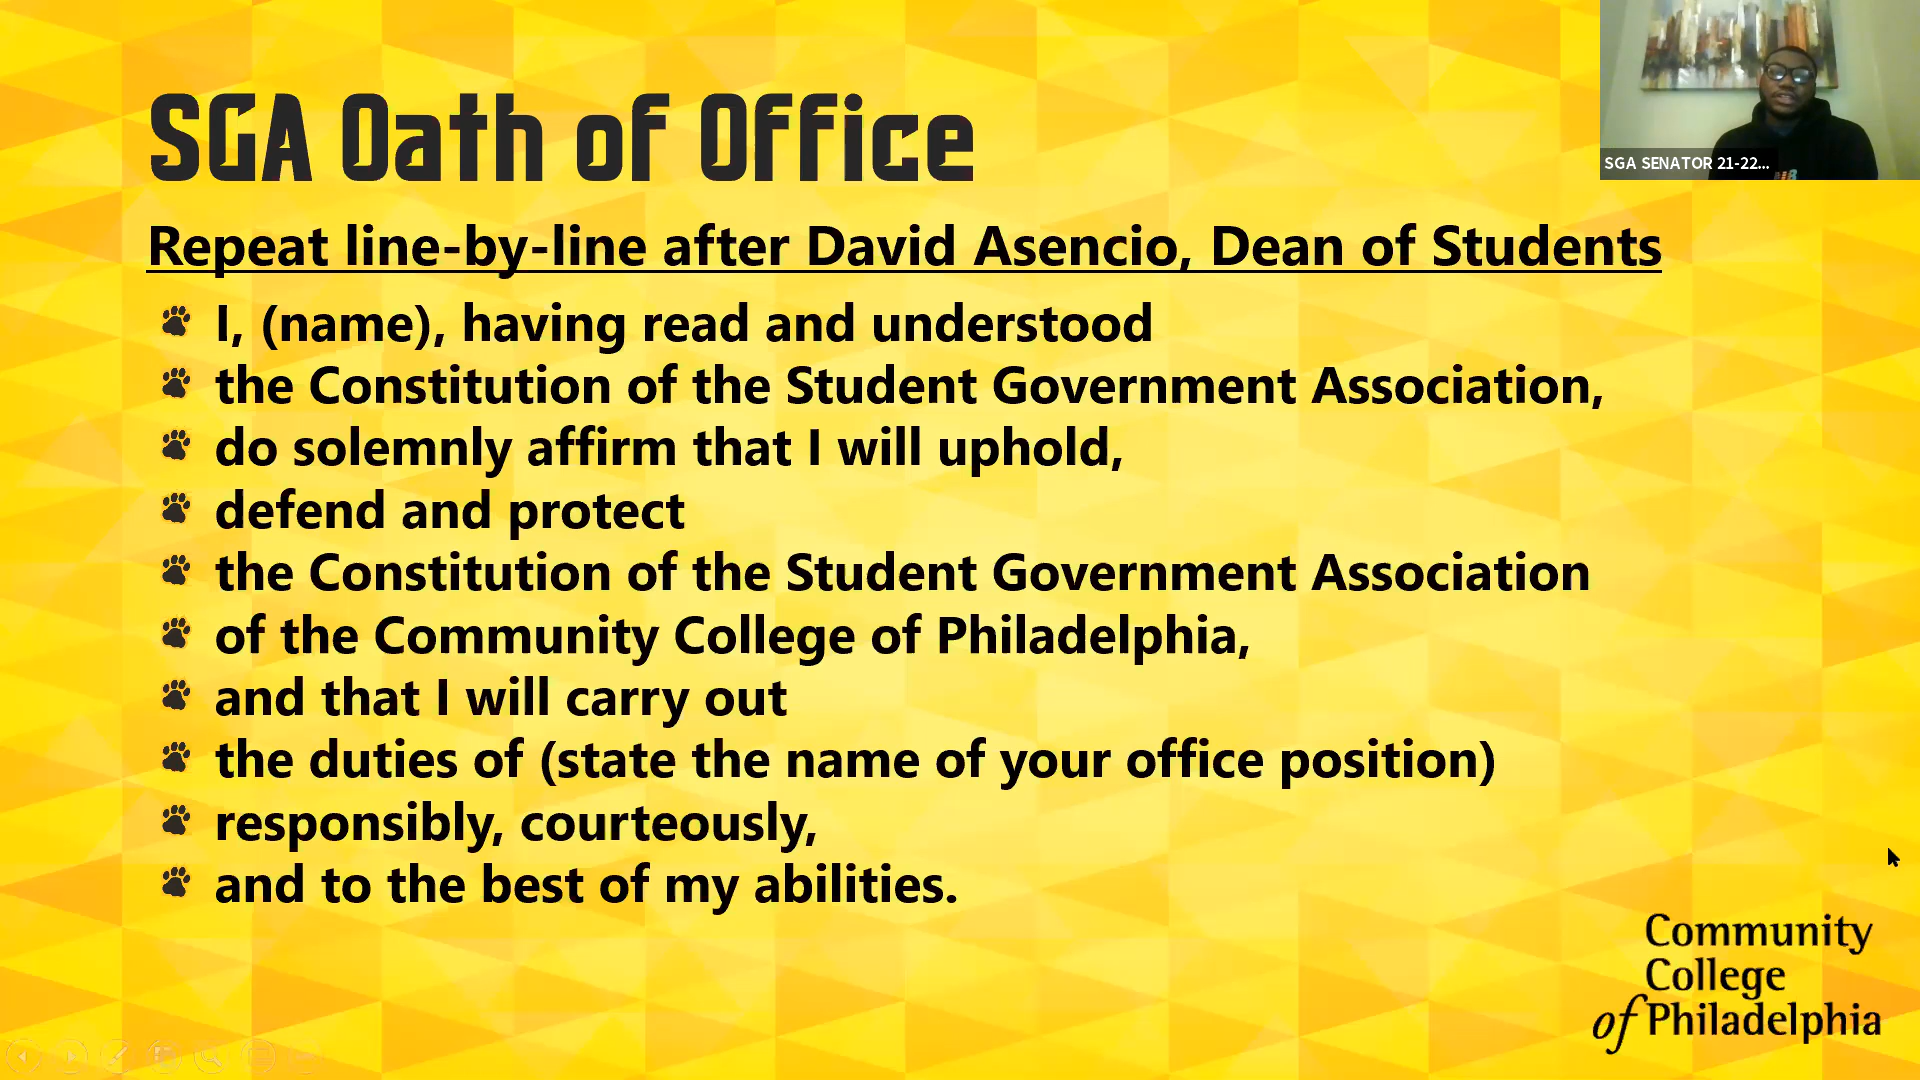 SGA Oath of Office
SGA SENATOR 21-22...
Repeat line-by-line after David Asencio, Dean of Students
I, (name), having read and understood
the Constitution of the Student Government Association,
do solemnly affirm that I will uphold,
defend and protect
the Constitution of the Student Government Association
of the Community College of Philadelphia,
and that I will carry out
the duties of (state the name of your office position)
responsibly, courteously,
and to the best of my abilities.
Community
College
of Philadelphia